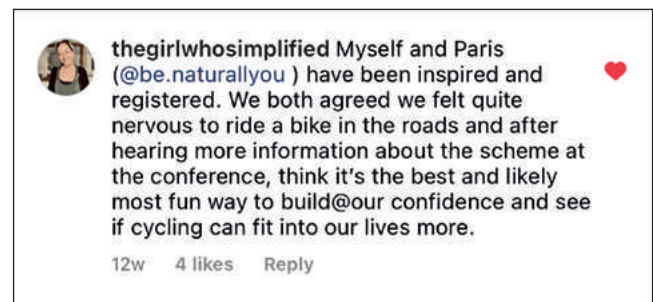 thegirlwhosimplified Myself and Paris
(@be.naturallyou ) have been inspired and
registered. We both agreed we felt quite
nervous to ride a bike in the roads and after
hearing more information about the scheme at
the conference, think it's the best and likely
most fun way to build@our confidence and see
if cycling can fit into our lives more.
12w 4 likes Reply